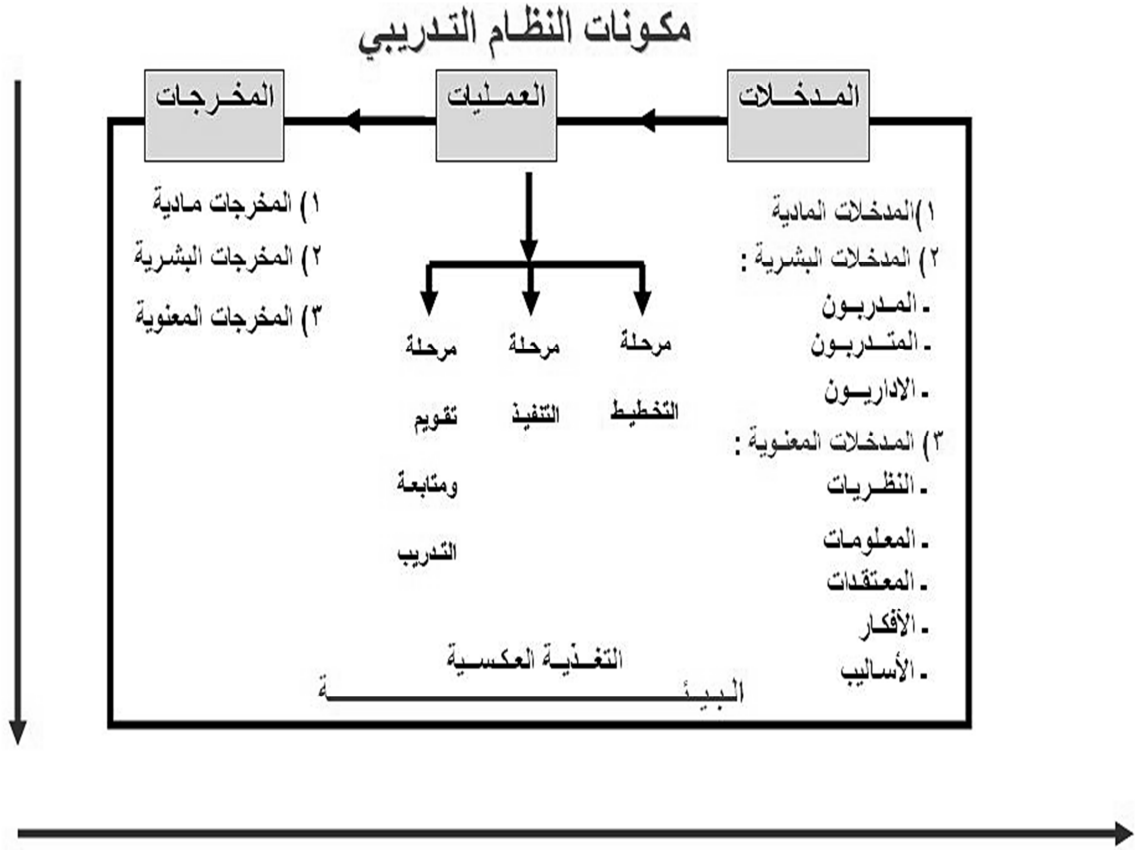 مكونات النظام التدريبي
المدخلات
العمليات
المخرجات
١)المدخلات المادية
٢) المدخلات البشرية :
ـ المدربون
ـ المتدربون
ـ الاداريون
٣) المدخلات المعنوية :
ـ النظريات
ـ المعلومات
ـ المعتقدات
ـ الأفكار
ـ الأساليب
مرحلة
التخطيط
مرحلة
التنفيذ
مرحلة
تقويم
ومتابعة
التدريب
١) المخرجات مادية
٢) المخرجات البشرية
٣) المخرجات المعنوية
التغذية العكسية
البيئة